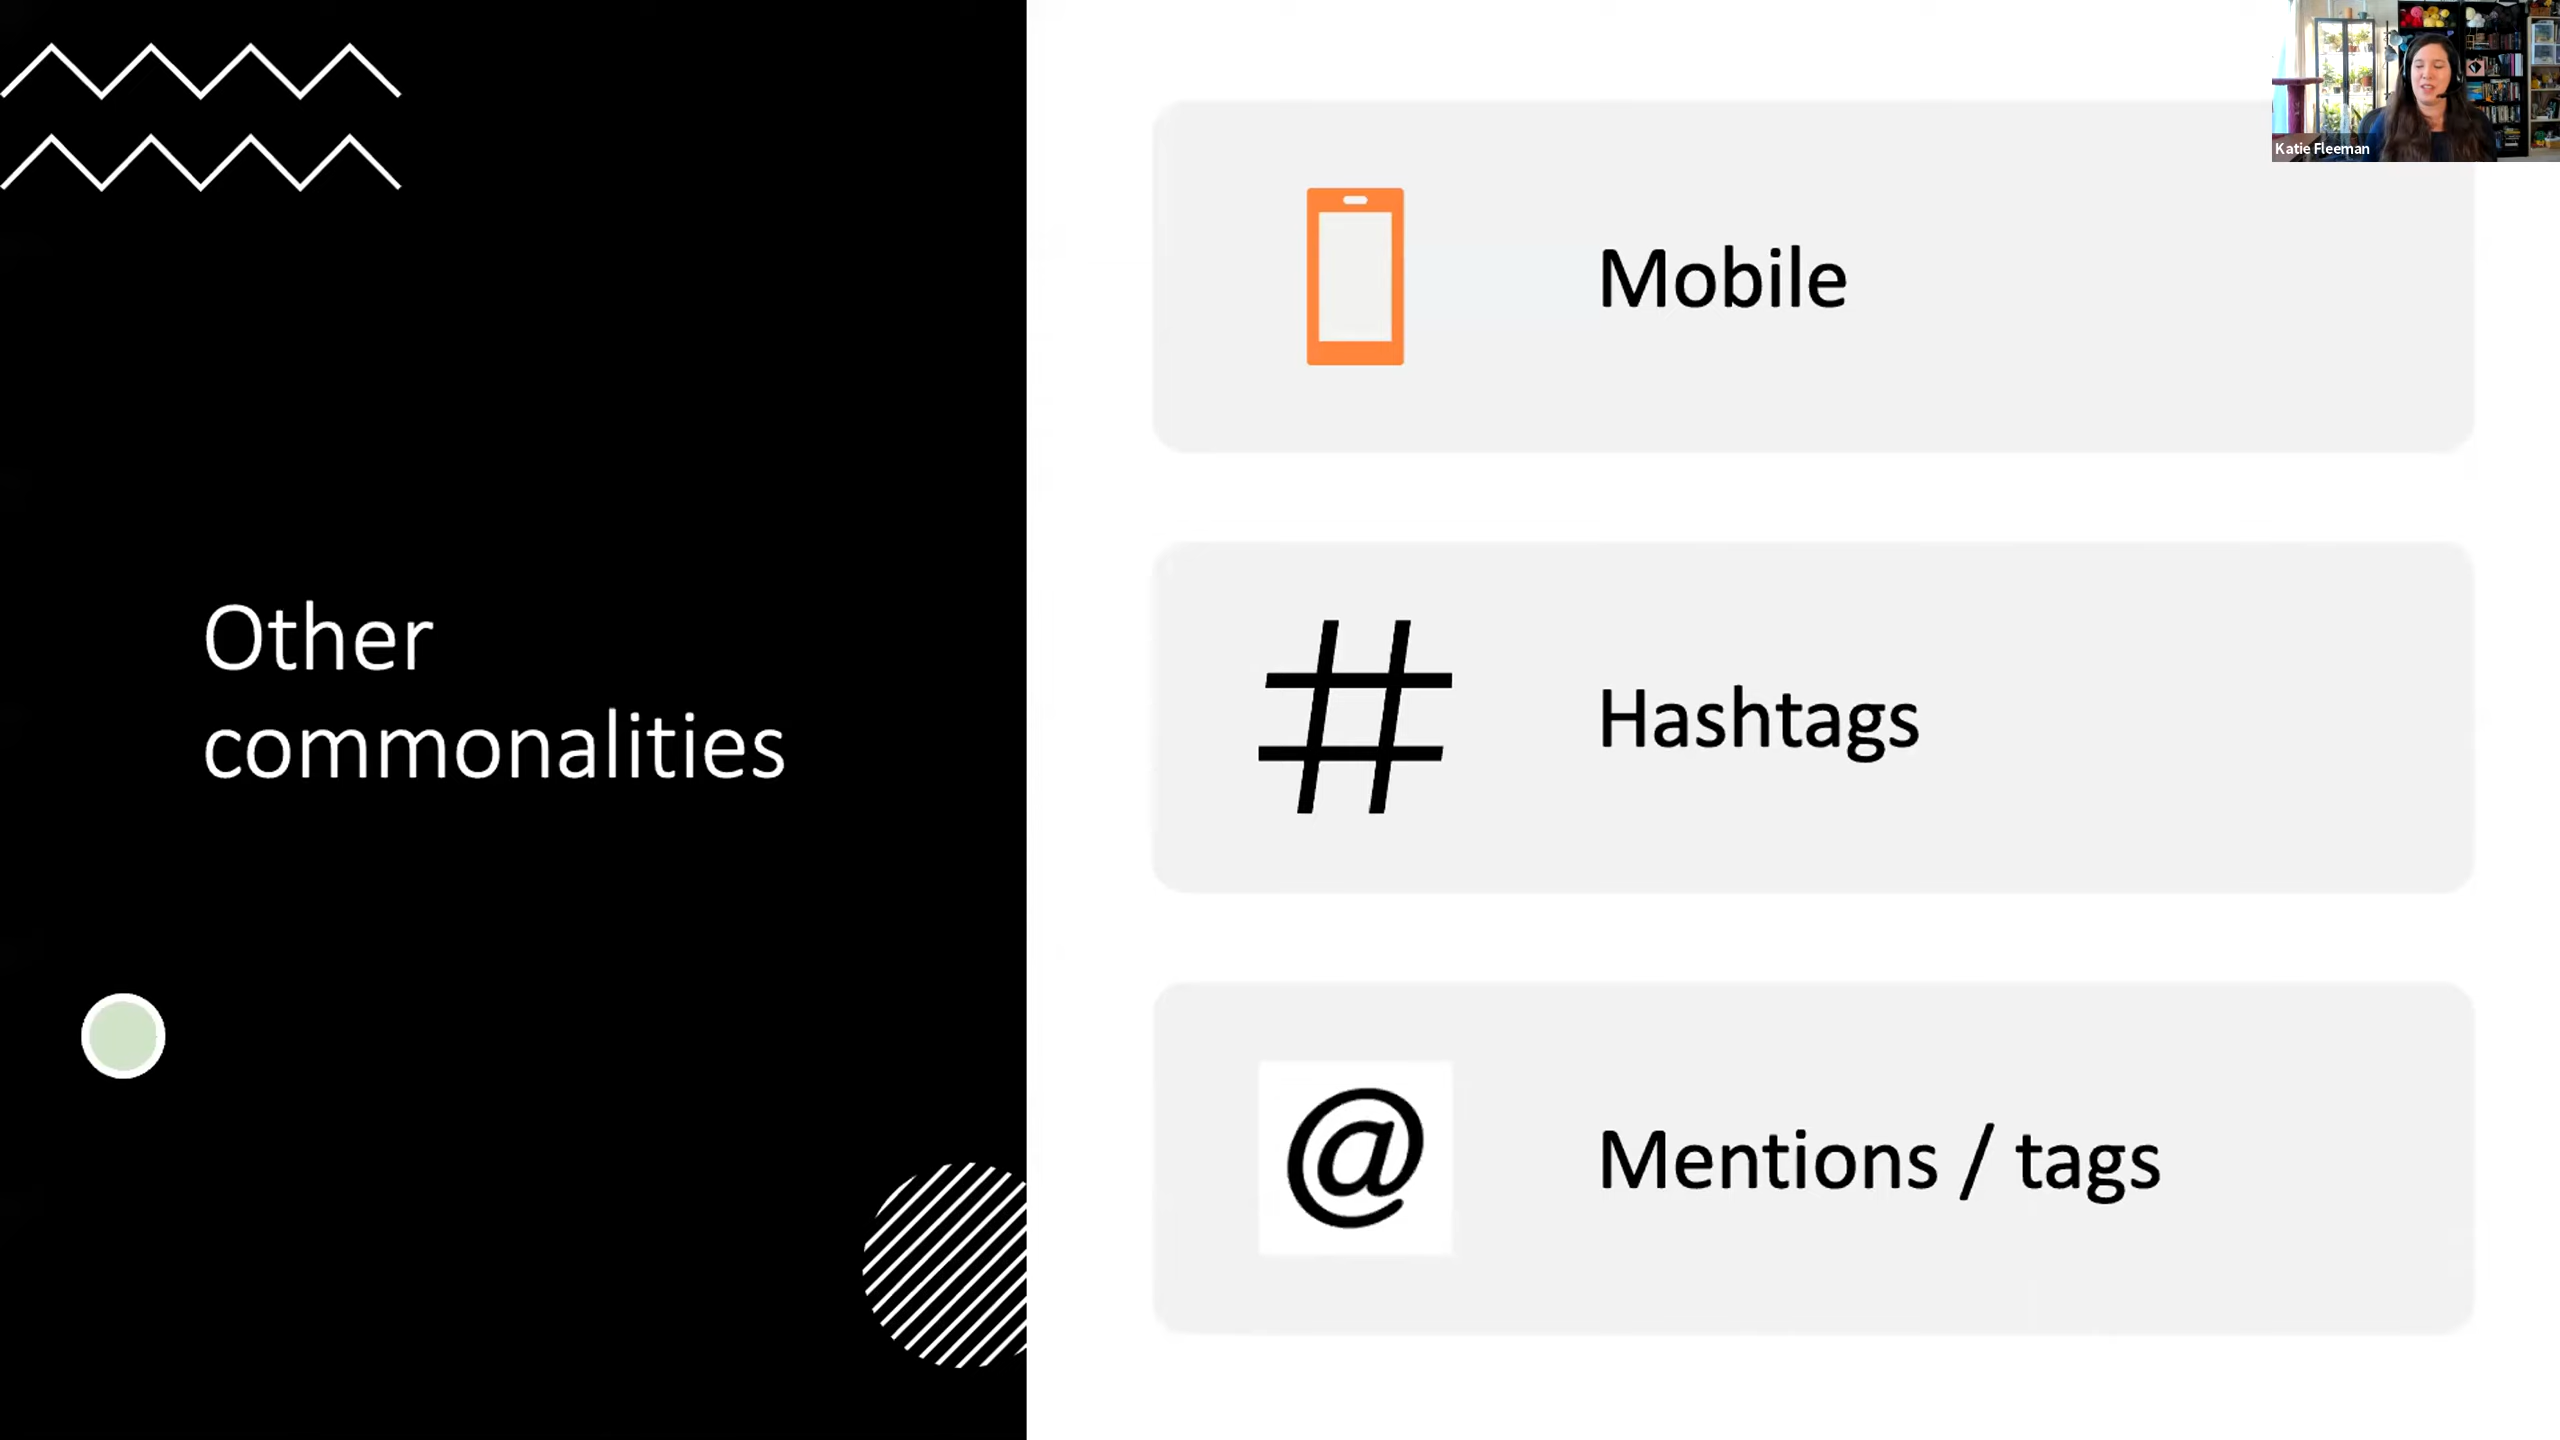 Other
commonalities
Mobile
#
Hashtags
@
Mentions / tags
Katie Fleeman